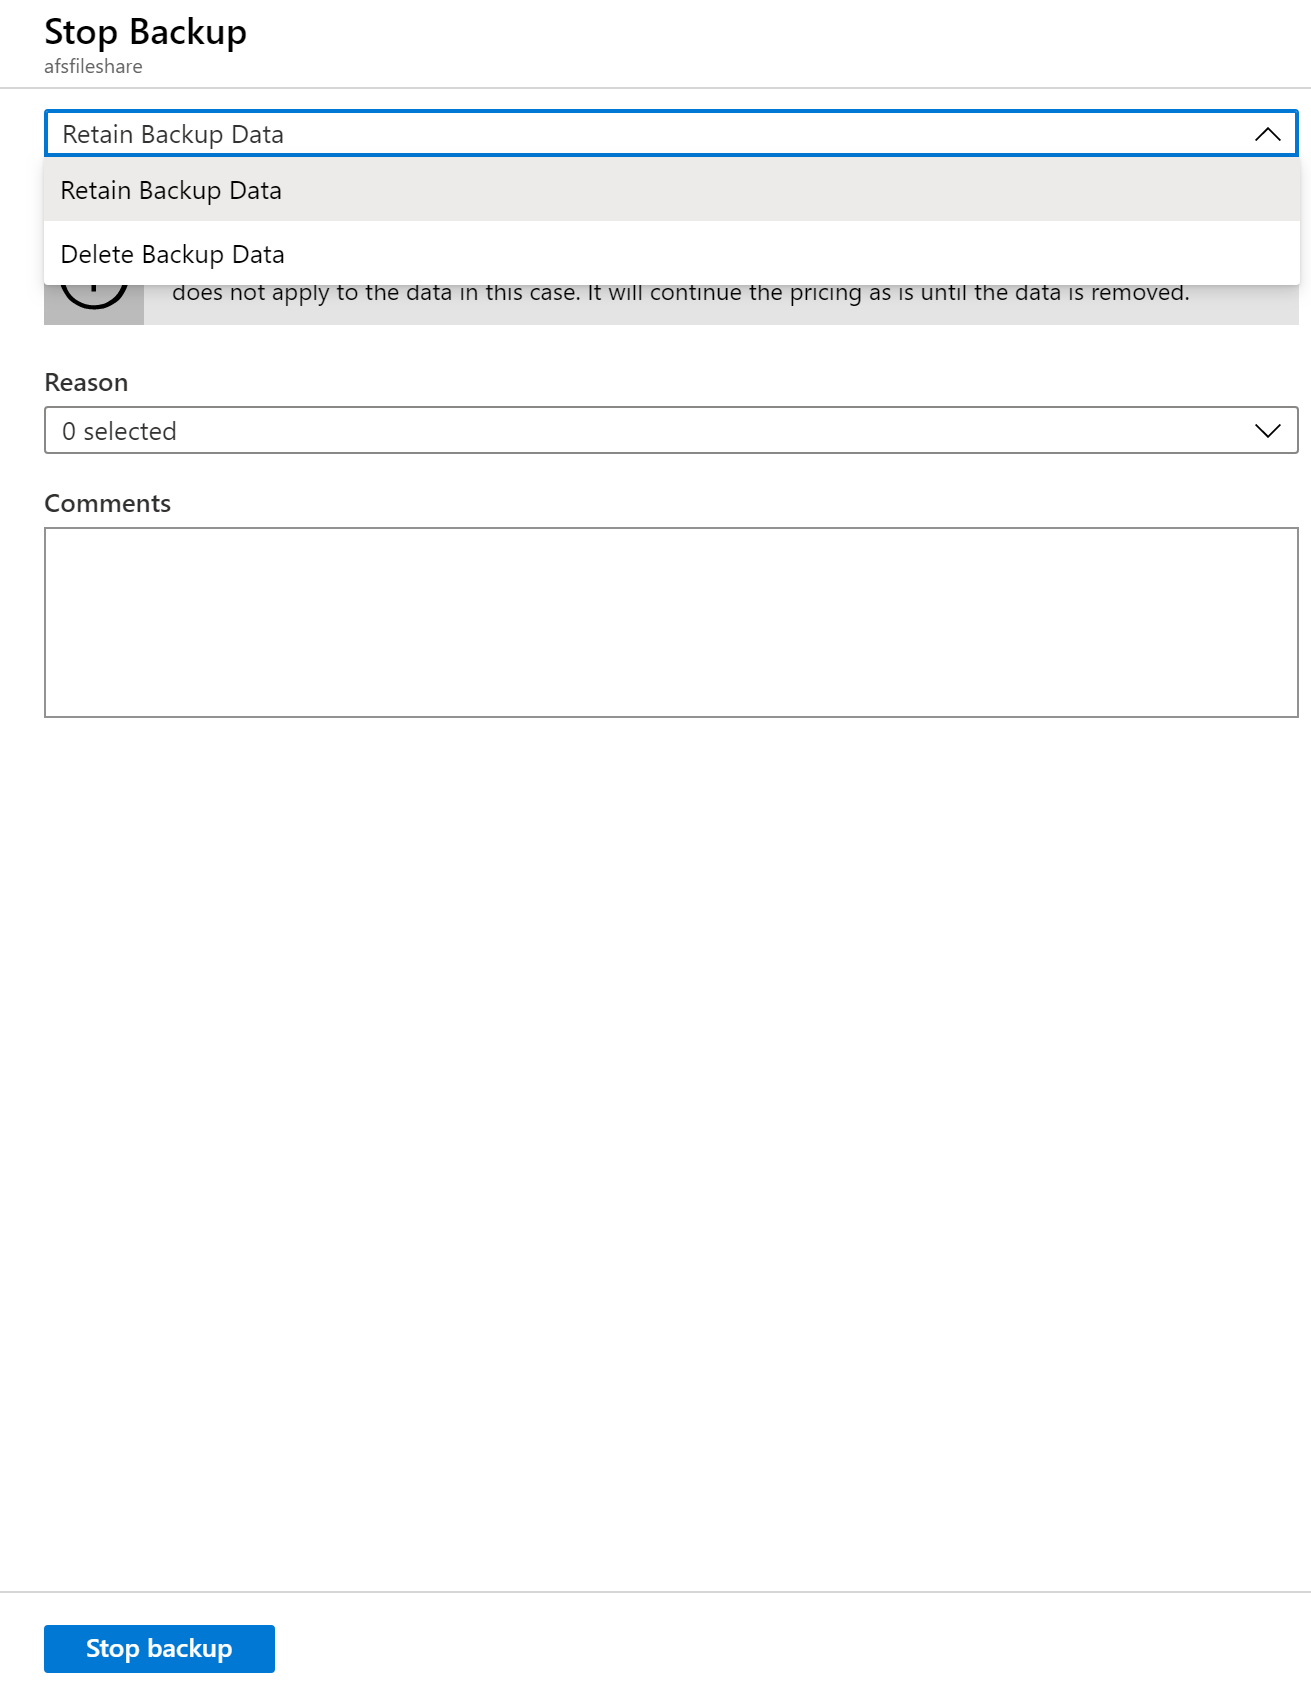 Stop Backup
afsfileshare
Retain Backup Data
Retain Backup Data
Delete Backup Data
does not apply to the data in this case. It will continue the pricing as is until the data is removed.
Reason
0 selected
Comments
Stop backup